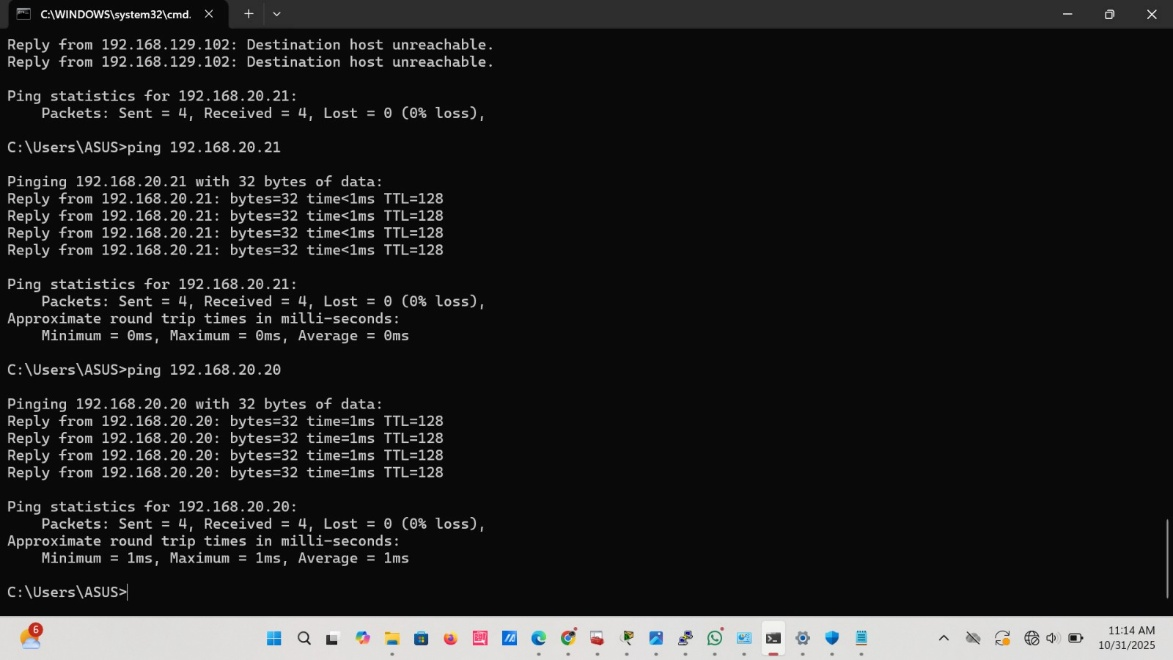 C:\WINDOWS\system32\cmd.
Reply from 192.168.129.102: Destination host unreachable.
Reply from 192.168.129.102: Destination host unreachable.
Ping statistics for 192.168.20.21:
Packets: Sent = 4, Received = 4, Lost = 0 (0% loss),
C:\Users\ASUS>ping 192.168.20.21
Pinging 192.168.20.21 with 32 bytes of data:
Reply from 192.168.20.21: bytes=32 time<1ms TTL=128
Reply from 192.168.20.21: bytes=32 time<1ms TTL=128
Reply from 192.168.20.21: bytes=32 time<1ms TTL=128
Reply from 192.168.20.21: bytes=32 time<1ms TTL=128
Ping statistics for 192.168.20.21:
Packets: Sent = 4, Received = 4, Lost = 0 (0% loss),
Approximate round trip times in milli-seconds:
Minimum = 0ms, Maximum = 0ms, Average = 0ms
C:\Users\ASUS>ping 192.168.20.20
Pinging 192.168.20.20 with 32 bytes of data:
Reply from 192.168.20.20: bytes=32 time=1ms TTL=128
Reply from 192.168.20.20: bytes=32 time=1ms TTL=128
Reply from 192.168.20.20: bytes=32 time=1ms TTL=128
Reply from 192.168.20.20: bytes=32 time=1ms TTL=128
Ping statistics for 192.168.20.20:
Packets: Sent = 4, Received = 4, Lost = 0 (0% loss),
Approximate round trip times in milli-seconds:
Minimum = 1ms, Maximum = 1ms, Average = 1ms
C:\Users\ASUS>
6
11:14 AM
10/31/2025